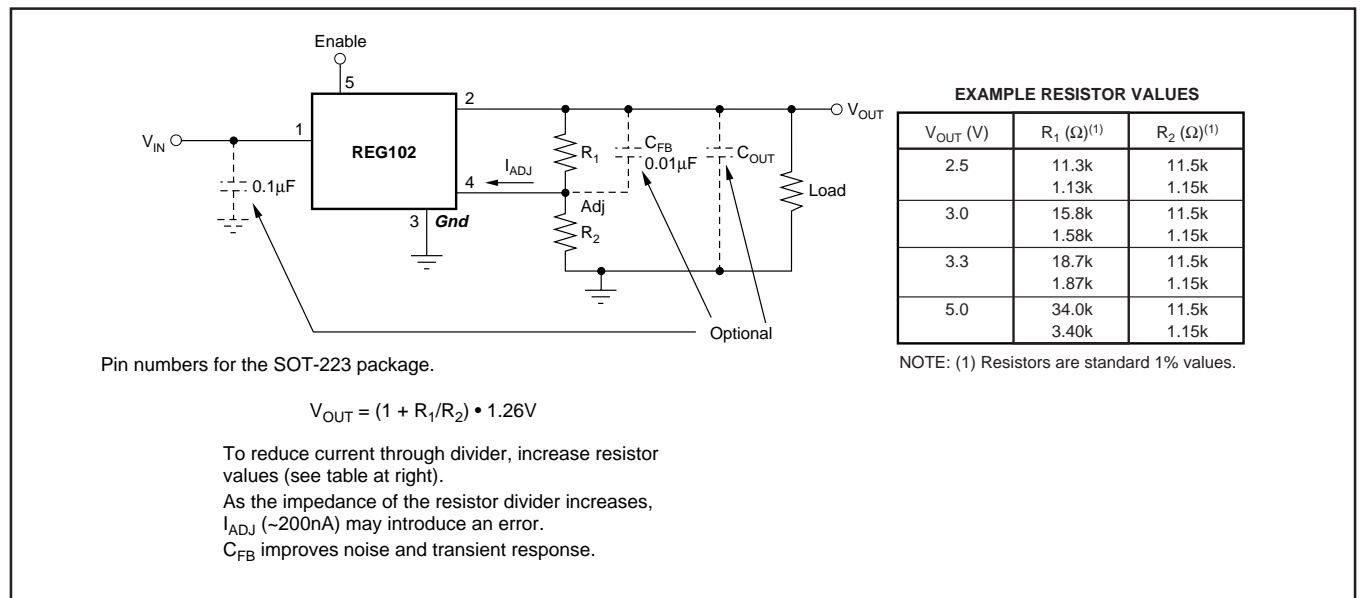 Enable
5
2
V_OUT
V_IN
1
REG102
R_1
C_FB
0.01μF
C_OUT
I_ADJ
4
0.1μF
Load
Adj
3
Gnd
R_2
Optional
Pin numbers for the SOT-223 package.
V_OUT = (1 + R_1/R_2) • 1.26V
To reduce current through divider, increase resistor
values (see table at right).
As the impedance of the resistor divider increases,
I_ADJ (~200nA) may introduce an error.
C_FB improves noise and transient response.
EXAMPLE RESISTOR VALUES
V_OUT (V) R_1 (Ω)(1) R_2 (Ω)(1)
2.5 11.3k 11.5k
1.13k 1.15k
3.0 15.8k 11.5k
1.58k 1.15k
3.3 18.7k 11.5k
1.87k 1.15k
5.0 34.0k 11.5k
3.40k 1.15k
NOTE: (1) Resistors are standard 1% values.